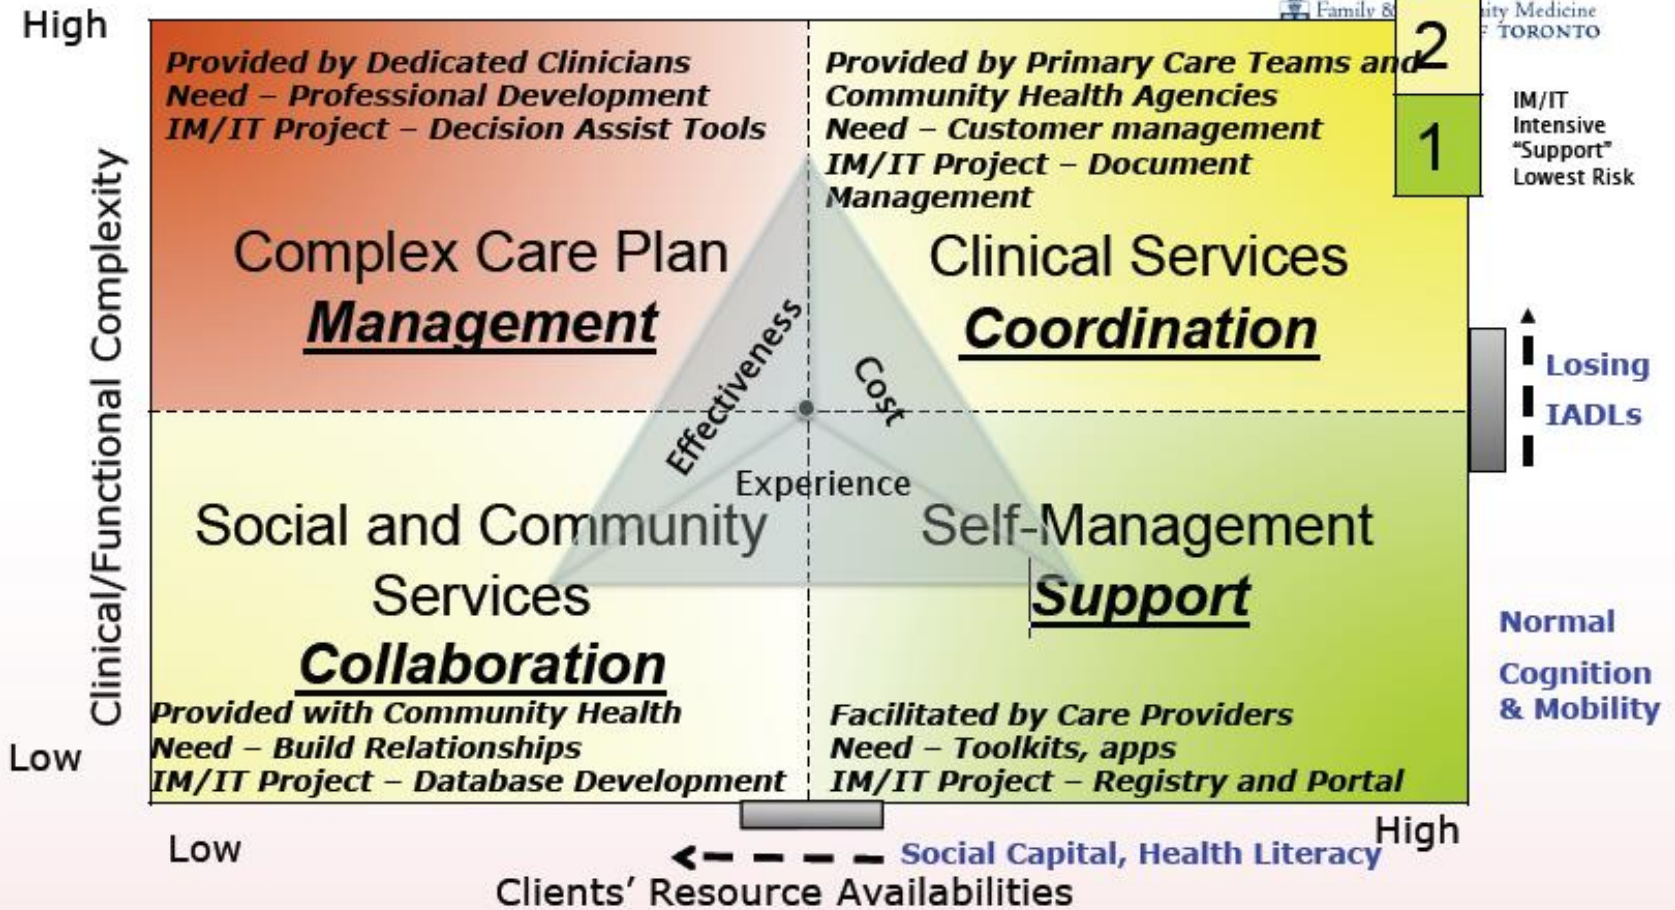 High
Family &
ity Medicine
TORONTO
2
1
IM/IT
Intensive
“Support”
Lowest Risk
Provided by Dedicated Clinicians
Need – Professional Development
IM/IT Project – Decision Assist Tools
Provided by Primary Care Teams and
Community Health Agencies
Need – Customer management
IM/IT Project – Document
Management
Clinical/Functional Complexity
Complex Care Plan
Management
Clinical Services
Coordination
Effectiveness
Cost
Experience
Losing
IADLs
Social and Community
Services
Collaboration
Self-Management
Support
Normal
Cognition
& Mobility
Provided with Community Health
Need – Build Relationships
IM/IT Project – Database Development
Facilitated by Care Providers
Need – Toolkits, apps
IM/IT Project – Registry and Portal
Low
Low
High
Social Capital, Health Literacy
Clients’ Resource Availabilities